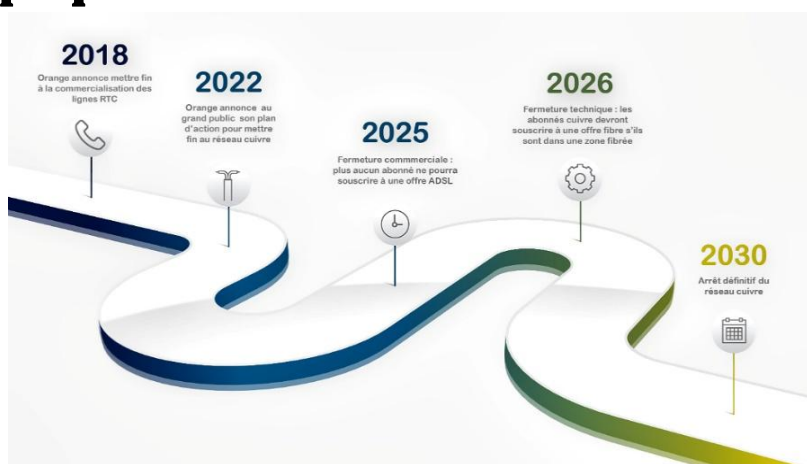 2018
Orange annonce mettre fin
à la commercialisation des
lignes RTC
2022
Orange annonce au
grand public son plan
d'action pour mettre
fin au réseau cuivre
2025
Fermeture commmerciale :
plus aucun abonné ne pourra
souscrire à une offre ADSL
2026
Fermeture technique : les
abonnés cuivre devront
souscrire à une offre fibre s'ils
sont dans une zone fibrée
2030
Arrêt définitif du
réseau cuivre